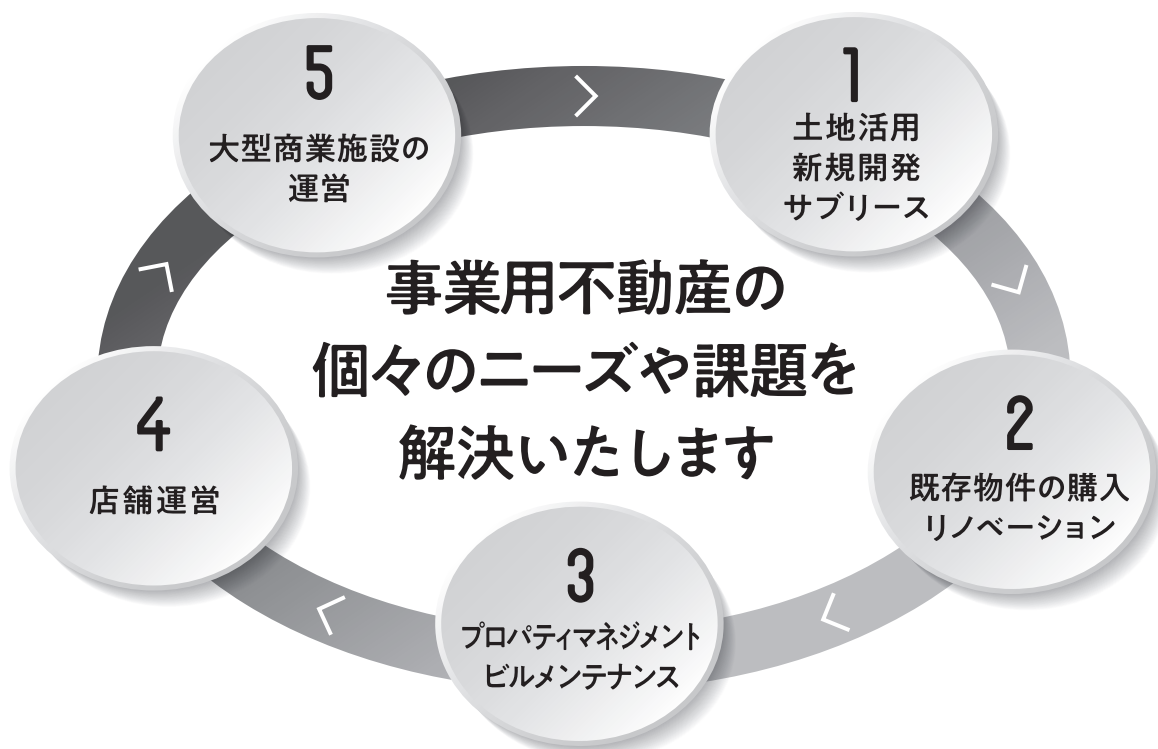 5
大型商業施設の
運営
1
土地活用
新規開発
サブリース
事業用不動産の
個々のニーズや課題を
解決いたします
4
店舗運営
2
既存物件の購入
リノベーション
3
プロパティマネジメント
ビルメンテナンス